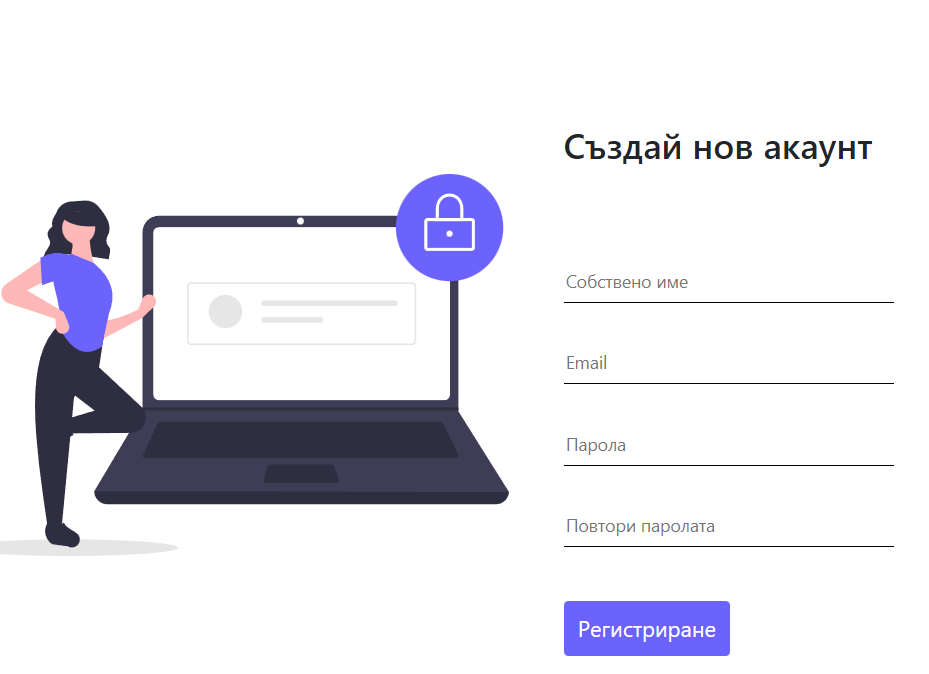 Създай нов акаунт
Собствено име
Email
Парола
Повтори паролата
Регистриране